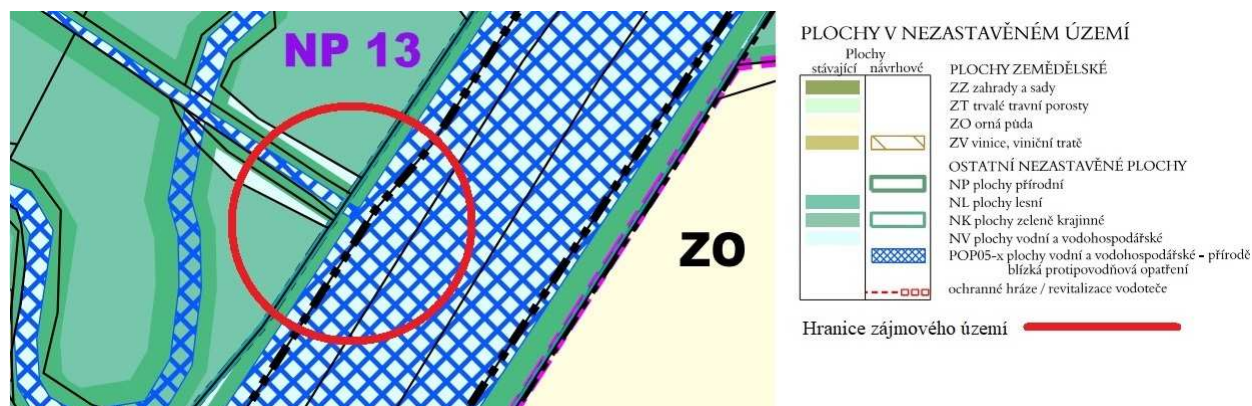 NP 13
ZO
PLOCHY V NEZASTAVĚNÉM ÚZEMÍ
Plochy
stávající návrhové
PLOCHY ZEMĚDĚLSKÉ
ZZ zahrady a sady
ZT trvalé travní porosty
ZO orná půda
ZV vinice, viniční tratě
OSTATNÍ NEZASTAVĚNÉ PLOCHY
NP plochy přírodní
NL plochy lesní
NK plochy zeleně krajinné
NV plochy vodní a vodohospodářské
POP05-x plochy vodní a vodohospodářské - přírodě
blízká protipovodňová opatření
ochranné hráze / revitalizace vodoteče
Hranice zájmového území